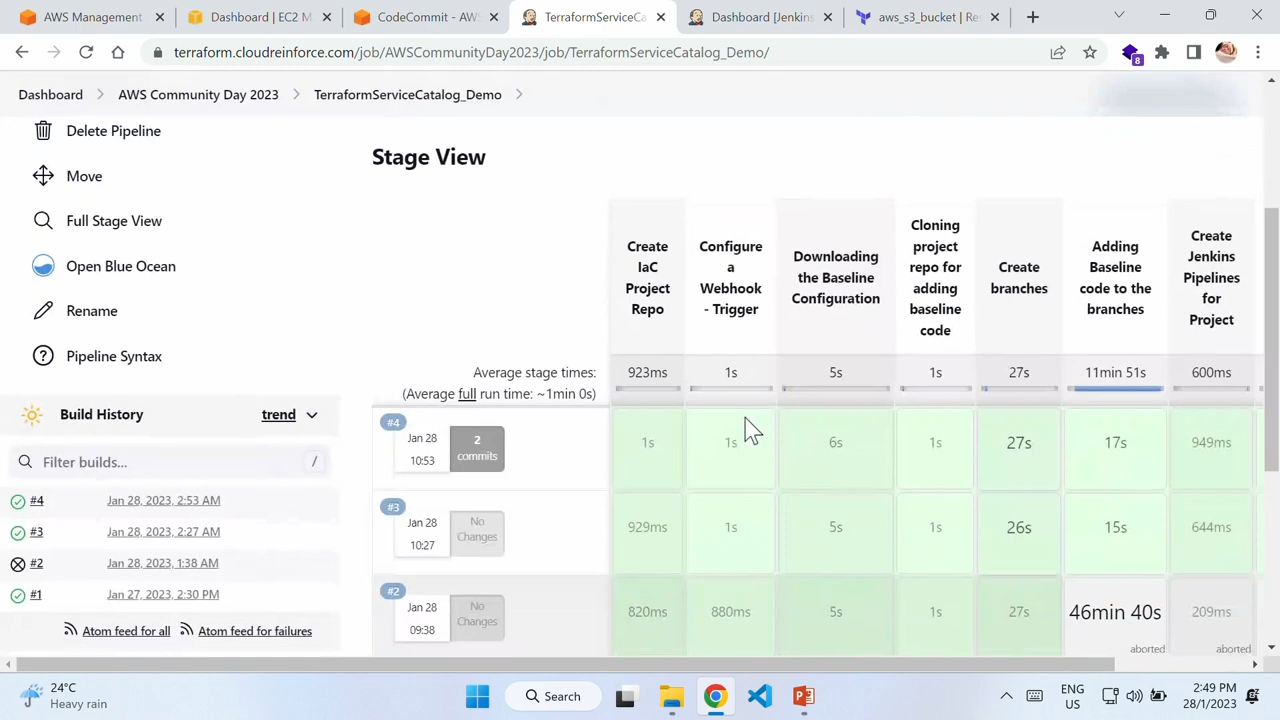 AWS Management
Dashboard | EC2 M
CodeCommit - AWS
TerraformServiceCa
Dashboard [Jenkins
aws_s3_bucket | Res
terraform.cloudreinforce.com/job/AWSCommunityDay2023/job/TerraformServiceCatalog_Demo/
8
Dashboard
AWS Community Day 2023
TerraformServiceCatalog_Demo
Delete Pipeline
Move
Full Stage View
Open Blue Ocean
Rename
Pipeline Syntax
Build History
trend
Filter builds...
/
#4 Jan 28, 2023, 2:53 AM
#3 Jan 28, 2023, 2:27 AM
#2 Jan 28, 2023, 1:38 AM
#1 Jan 27, 2023, 2:30 PM
Atom feed for all
Atom feed for failures
Stage View
Create
IaC
Project
Repo
Configure
a
Webhook
- Trigger
Downloading
the Baseline
Configuration
Cloning
project
repo for
adding
baseline
code
Create
branches
Adding
Baseline
code to the
branches
Create
Jenkins
Pipelines
for
Project
Average stage times:
(Average full run time: ~1min 0s)
923ms
1s
5s
1s
27s
11min 51s
600ms
#4
Jan 28
10:53
2
commits
1s
1s
6s
1s
27s
17s
949ms
#3
Jan 28
10:27
No
Changes
929ms
1s
5s
1s
26s
15s
644ms
#2
Jan 28
09:38
No
Changes
820ms
880ms
5s
1s
27s
46min 40s
aborted
209ms
aborted
24°C
Heavy rain
Search
ENG
US
2:49 PM
28/1/2023